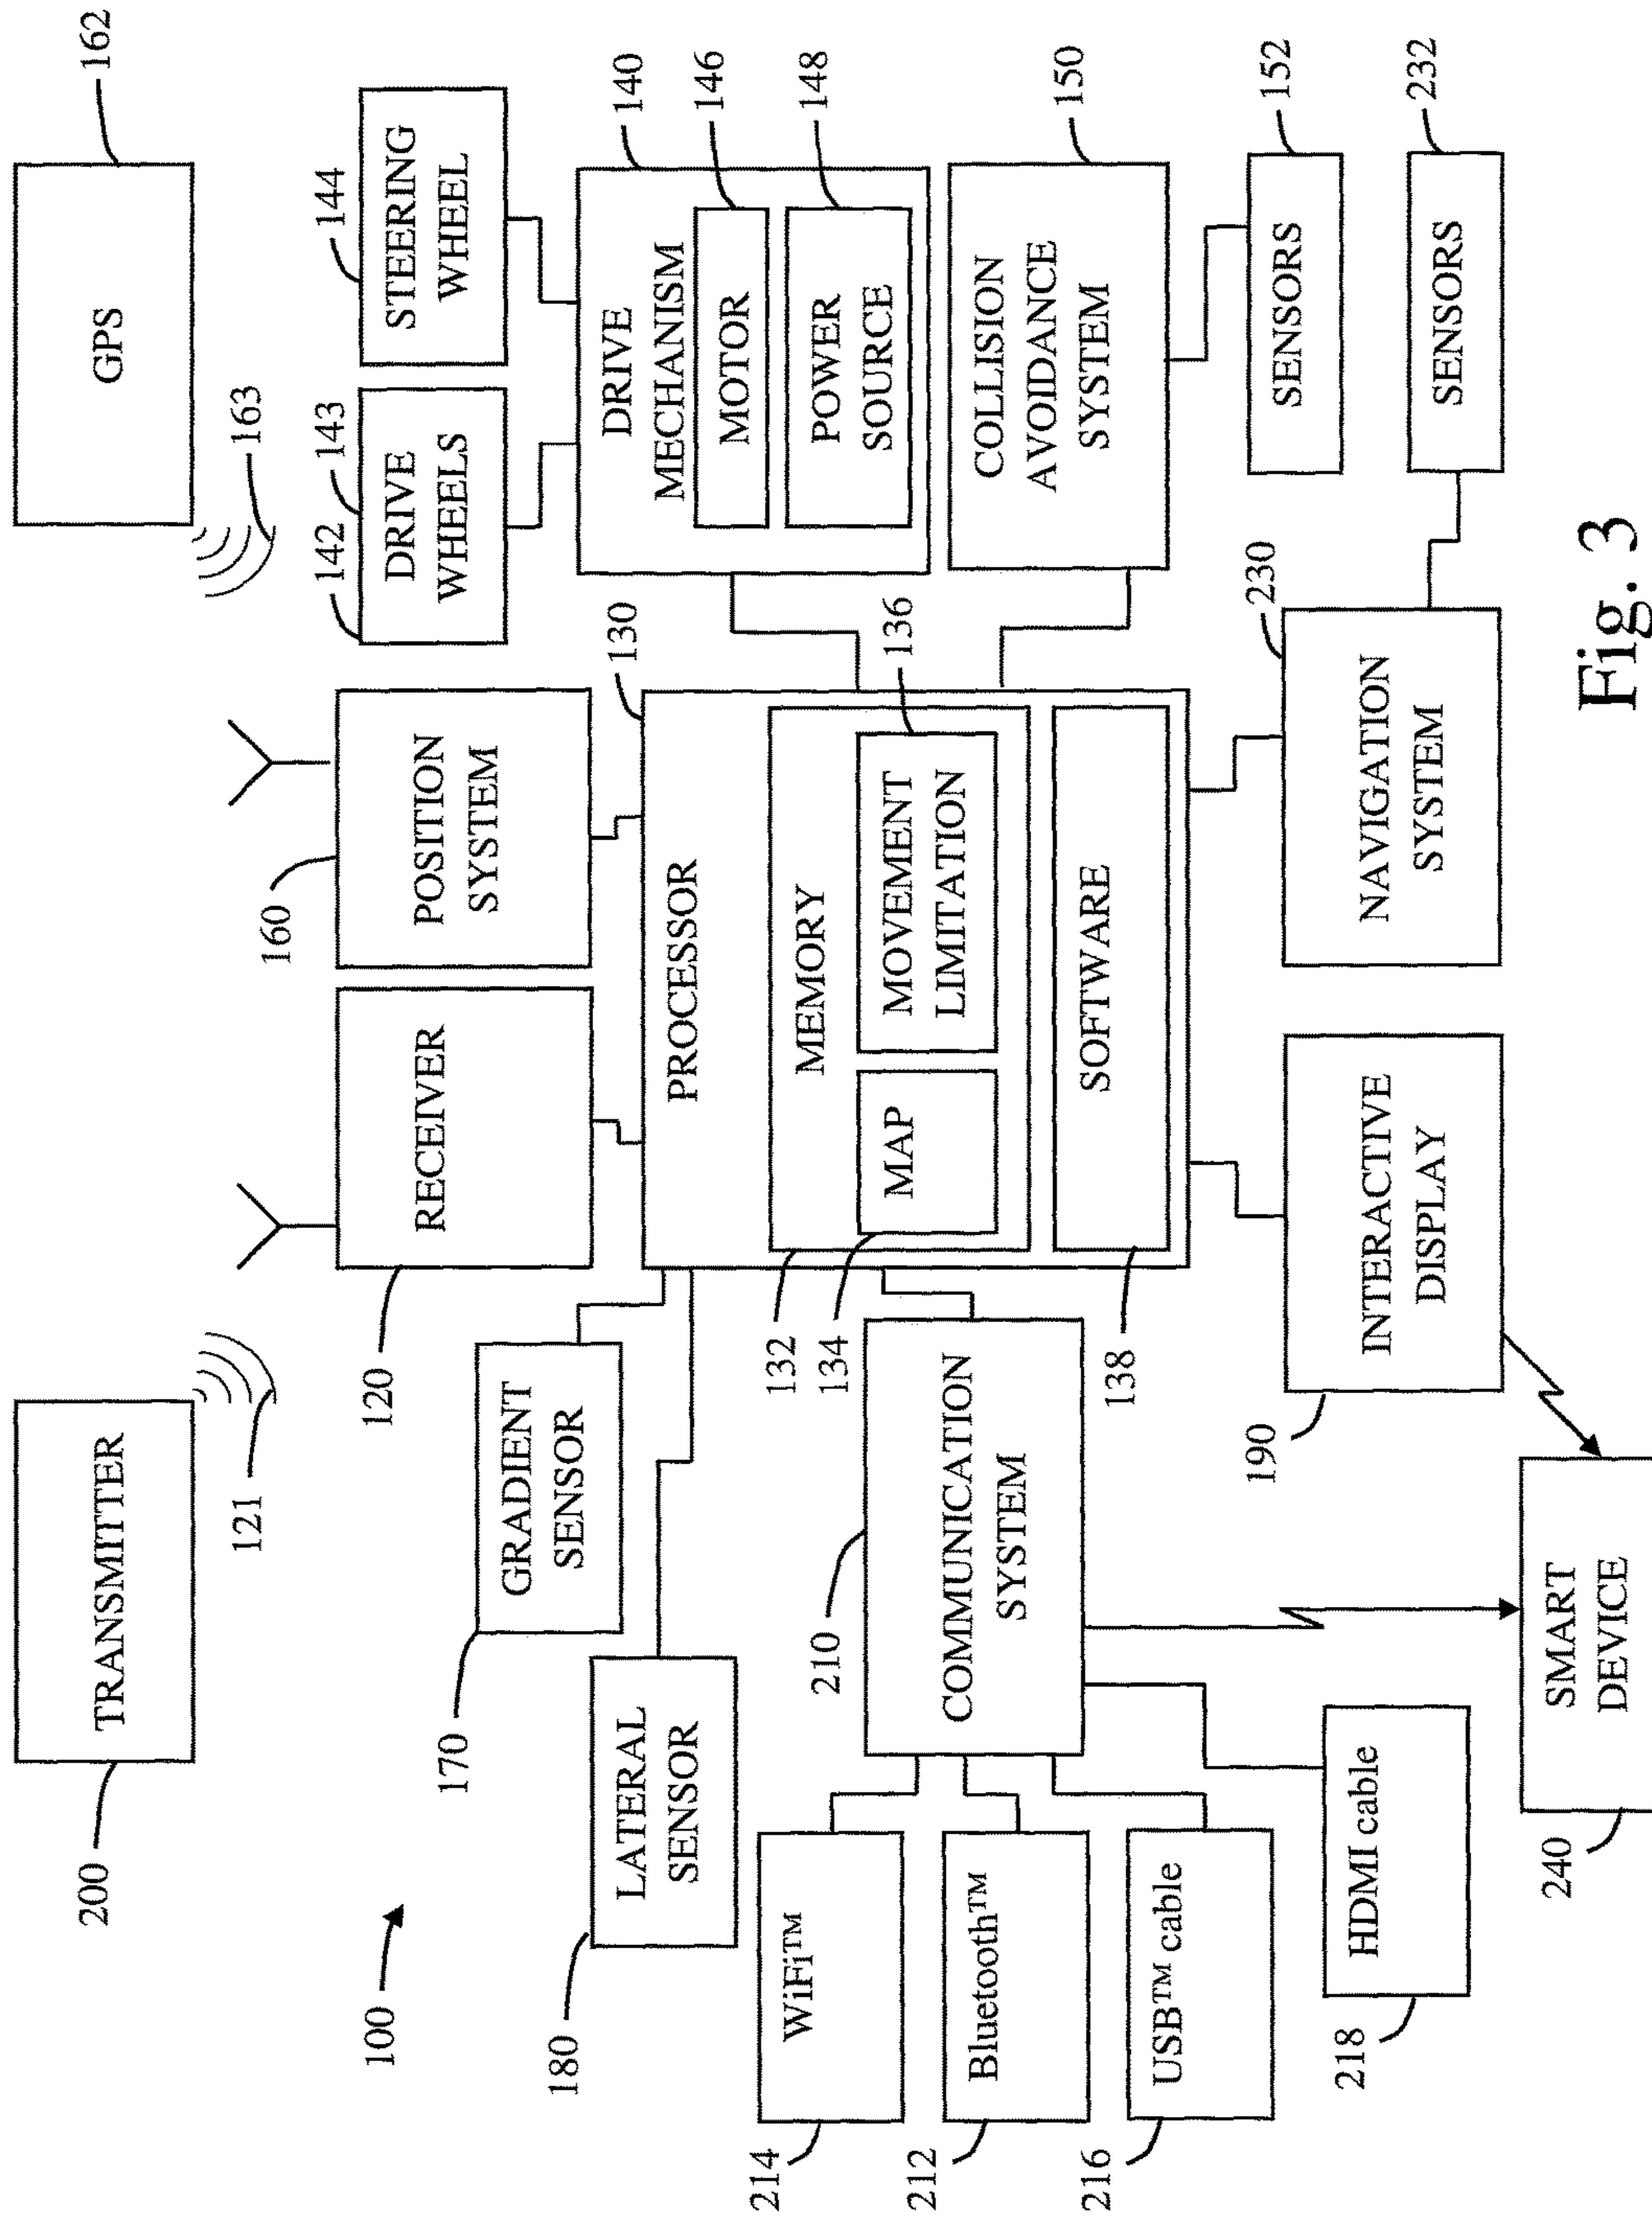 200
TRANSMITTER
121
GPS
162
163
100
120
RECEIVER
160
POSITION
SYSTEM
142
143
DRIVE
WHEELS
144
STEERING
WHEEL
170
GRADIENT
SENSOR
180
LATERAL
SENSOR
130
PROCESSOR
132
MEMORY
134
MAP
136
MOVEMENT
LIMITATION
138
SOFTWARE
140
DRIVE
MECHANISM
146
MOTOR
148
POWER
SOURCE
150
COLLISION
AVOIDANCE
SYSTEM
152
SENSORS
210
COMMUNICATION
SYSTEM
214
WiFi™
212
Bluetooth™
216
USB™ cable
218
HDMI cable
190
INTERACTIVE
DISPLAY
230
NAVIGATION
SYSTEM
232
SENSORS
240
SMART
DEVICE
Fig. 3